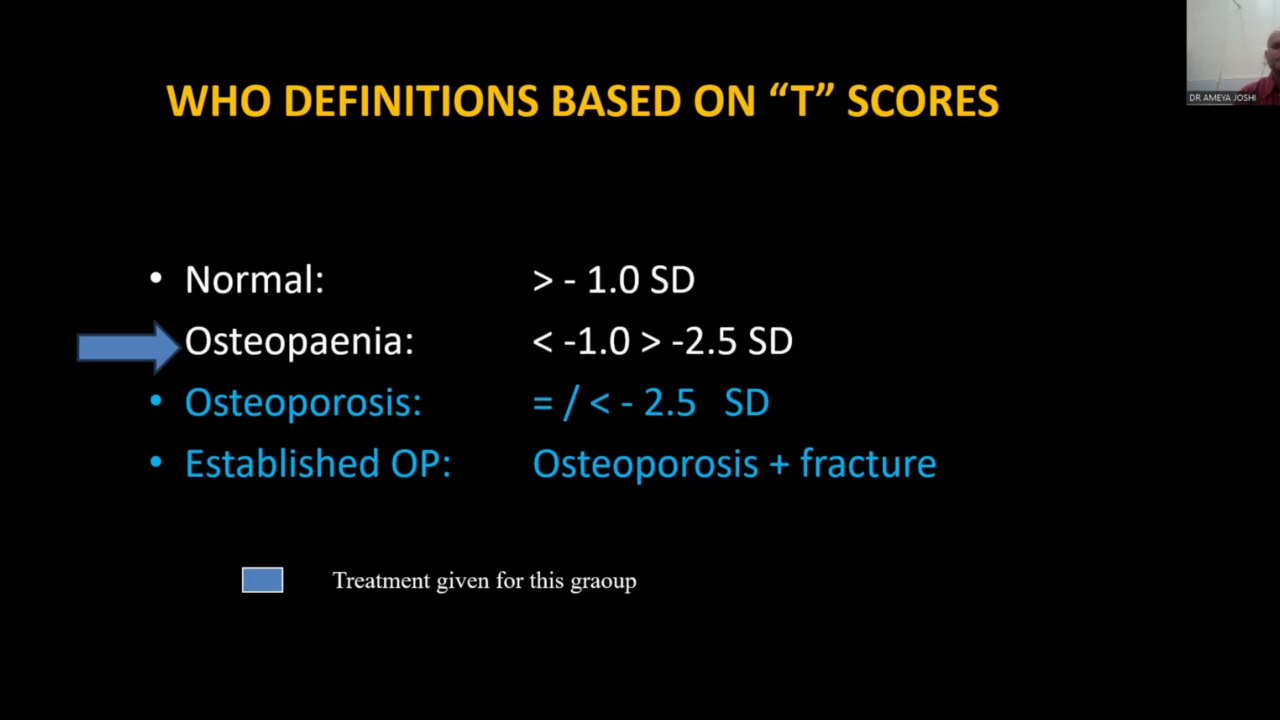 WHO DEFINITIONS BASED ON “T” SCORES
DR AMEYA JOSHI
• Normal: > - 1.0 SD
Osteopaenia: < -1.0 > -2.5 SD
• Osteoporosis: = / < - 2.5 SD
• Established OP: Osteoporosis + fracture
Treatment given for this graoup